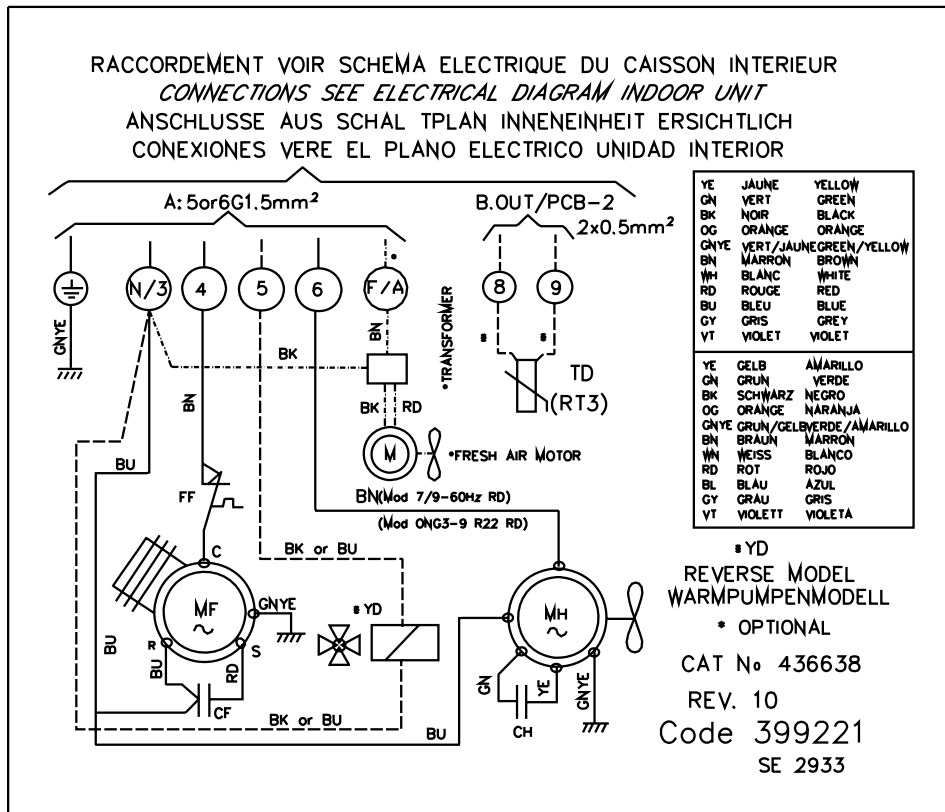 RACCORDEMENT VOIR SCHEMA ELECTRIQUE DU CAISSON INTERIEUR
CONNECTIONS SEE ELECTRICAL DIAGRAM INDOOR UNIT
ANSCHLUSSE AUS SCHAL TPLAN INNENEINHEIT ERSICHTLICH
CONEXIONES VERE EL PLANO ELECTRICO UNIDAD INTERIOR
A: 5or6G1.5mm²
B.OUT/PCB-2
2x0.5mm²
N/3
4
5
6
F/A
*
8
9
GNYE
BN
BK
BN
*TRANSFORMER
*
*
TD
(RT3)
BK
RD
M
*FRESH AIR MOTOR
BU
FF
BN(Mod 7/9-60Hz RD)
(Mod ONG3-9 R22 RD)
BK or BU
C
MF
~
GNYE
R
S
*YD
MH
~
BU
BU
RD
CF
BK or BU
BU
GN
YE
GNYE
CH
YE JAUNE YELLOW
GN VERT GREEN
BK NOIR BLACK
OG ORANGE ORANGE
GNYE VERT/JAUNE GREEN/YELLOW
BN MARRON BROWN
WH BLANC WHITE
RD ROUGE RED
BU BLEU BLUE
GY GRIS GREY
VT VIOLET VIOLET
YE GELB AMARILLO
GN GRUN VERDE
BK SCHWARZ NEGRO
OG ORANGE NARANJA
GNYE GRUN/GELB VERDE/AMARILLO
BN BRAUN MARRON
WN WEISS BLANCO
RD ROT ROJO
BL BLAU AZUL
GY GRAU GRIS
VT VIOLETT VIOLETA
*YD
REVERSE MODEL
WARMPUMPENMODELL
* OPTIONAL
CAT No 436638
REV. 10
Code 399221
SE 2933